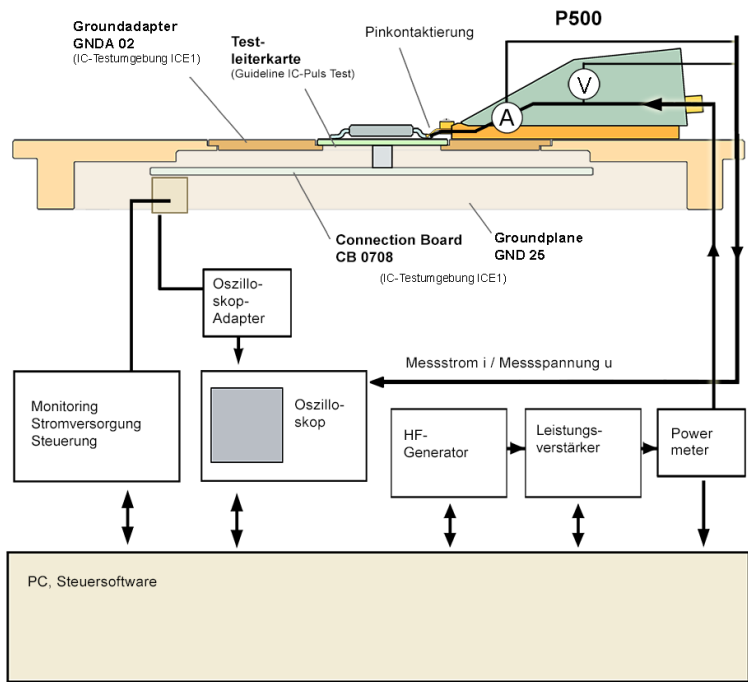 P500
Groundadapter
GNDA 02
(IC-Testumgebung ICE1)
Test-
leiterkarte
(Guideline IC-Puls Test)
Pinkontaktierung
V
A
Connection Board
CB 0708
(IC-Testumgebung ICE1)
Groundplane
GND 25
Oszillo-
skop-
Adapter
Messstrom i / Messspannung u
Monitoring
Stromversorgung
Steuerung
Oszillo-
skop
HF-
Generator
Leistungs-
verstärker
Power
meter
PC, Steuersoftware